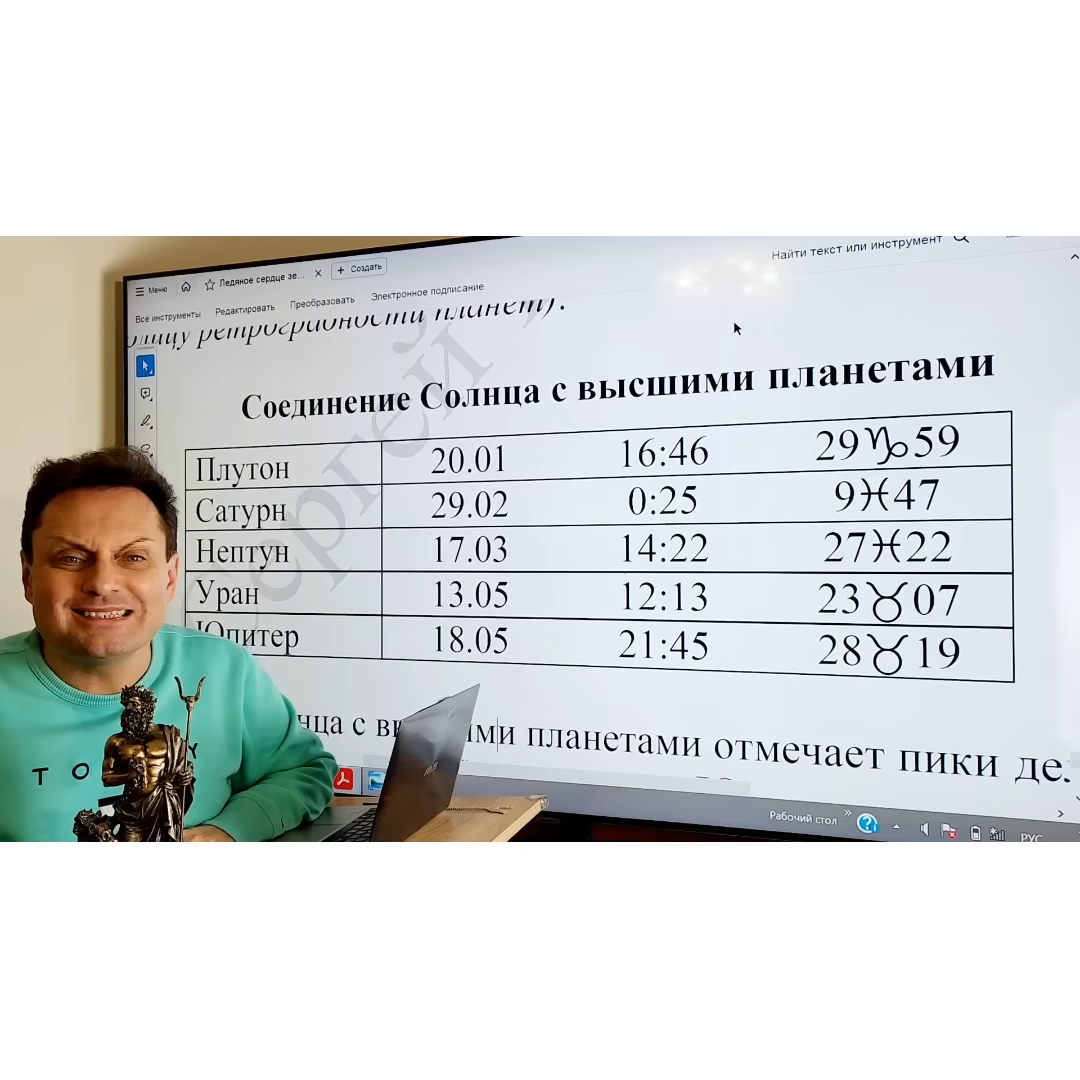 Меню
Ледяное сердце зе... × + Создать
Найти текст или инструмент
Все инструменты Редактировать Преобразовать Электронное подписание
ретроградности планет).
Соединение Солнца с высшими планетами
Плутон 20.01 16:46 29♑59
Сатурн 29.02 0:25 9♓47
Нептун 17.03 14:22 27♓22
Уран 13.05 12:13 23♉07
Юпитер 18.05 21:45 28♉19
Сергей
планетами отмечает пики
TO
Рабочий стол
РУС